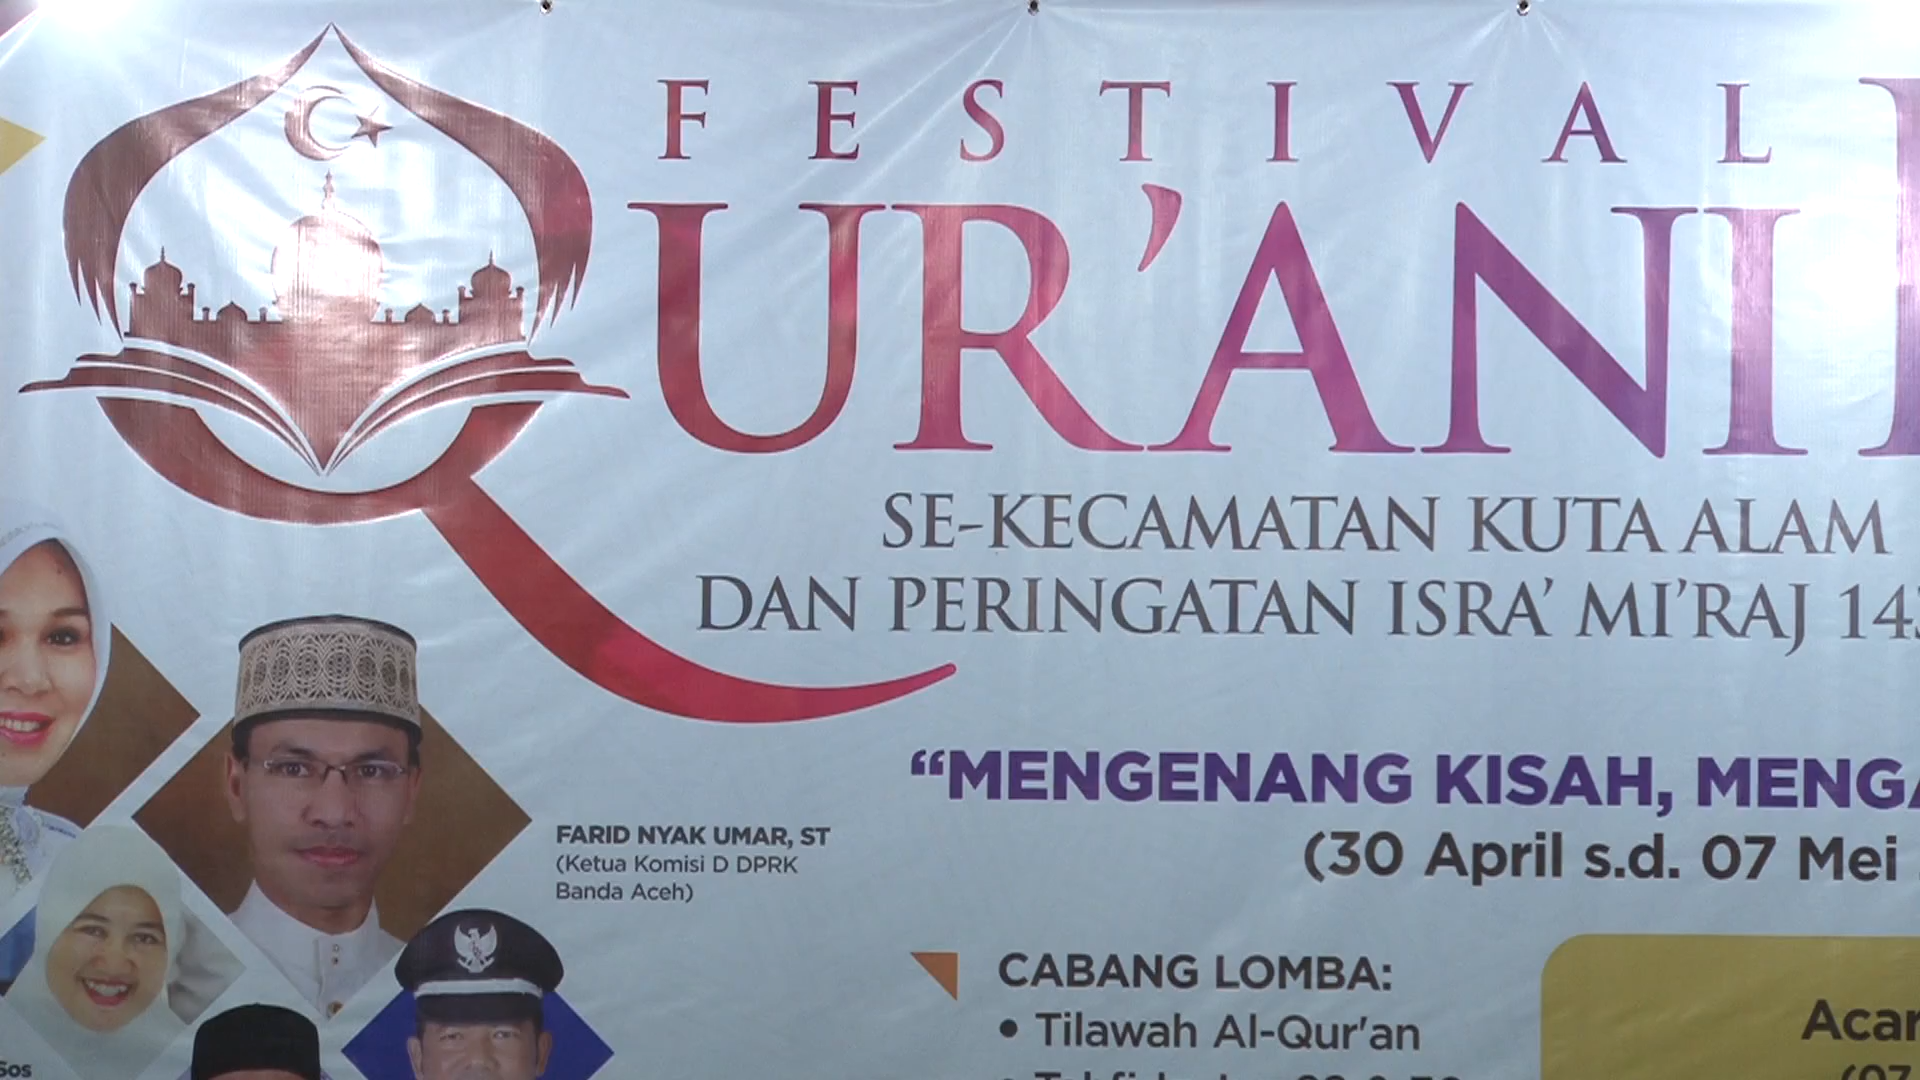 FESTIVAL
QUR'ANI
SE-KECAMATAN KUTA ALAM
DAN PERINGATAN ISRA' MI'RAJ
"MENGENANG KISAH,
(30 April s.d. 07 Mei
FARID NYAK UMAR, ST
(Ketua Komisi D DPRK
Banda Aceh)
CABANG LOMBA:
• Tilawah Al-Qur'an